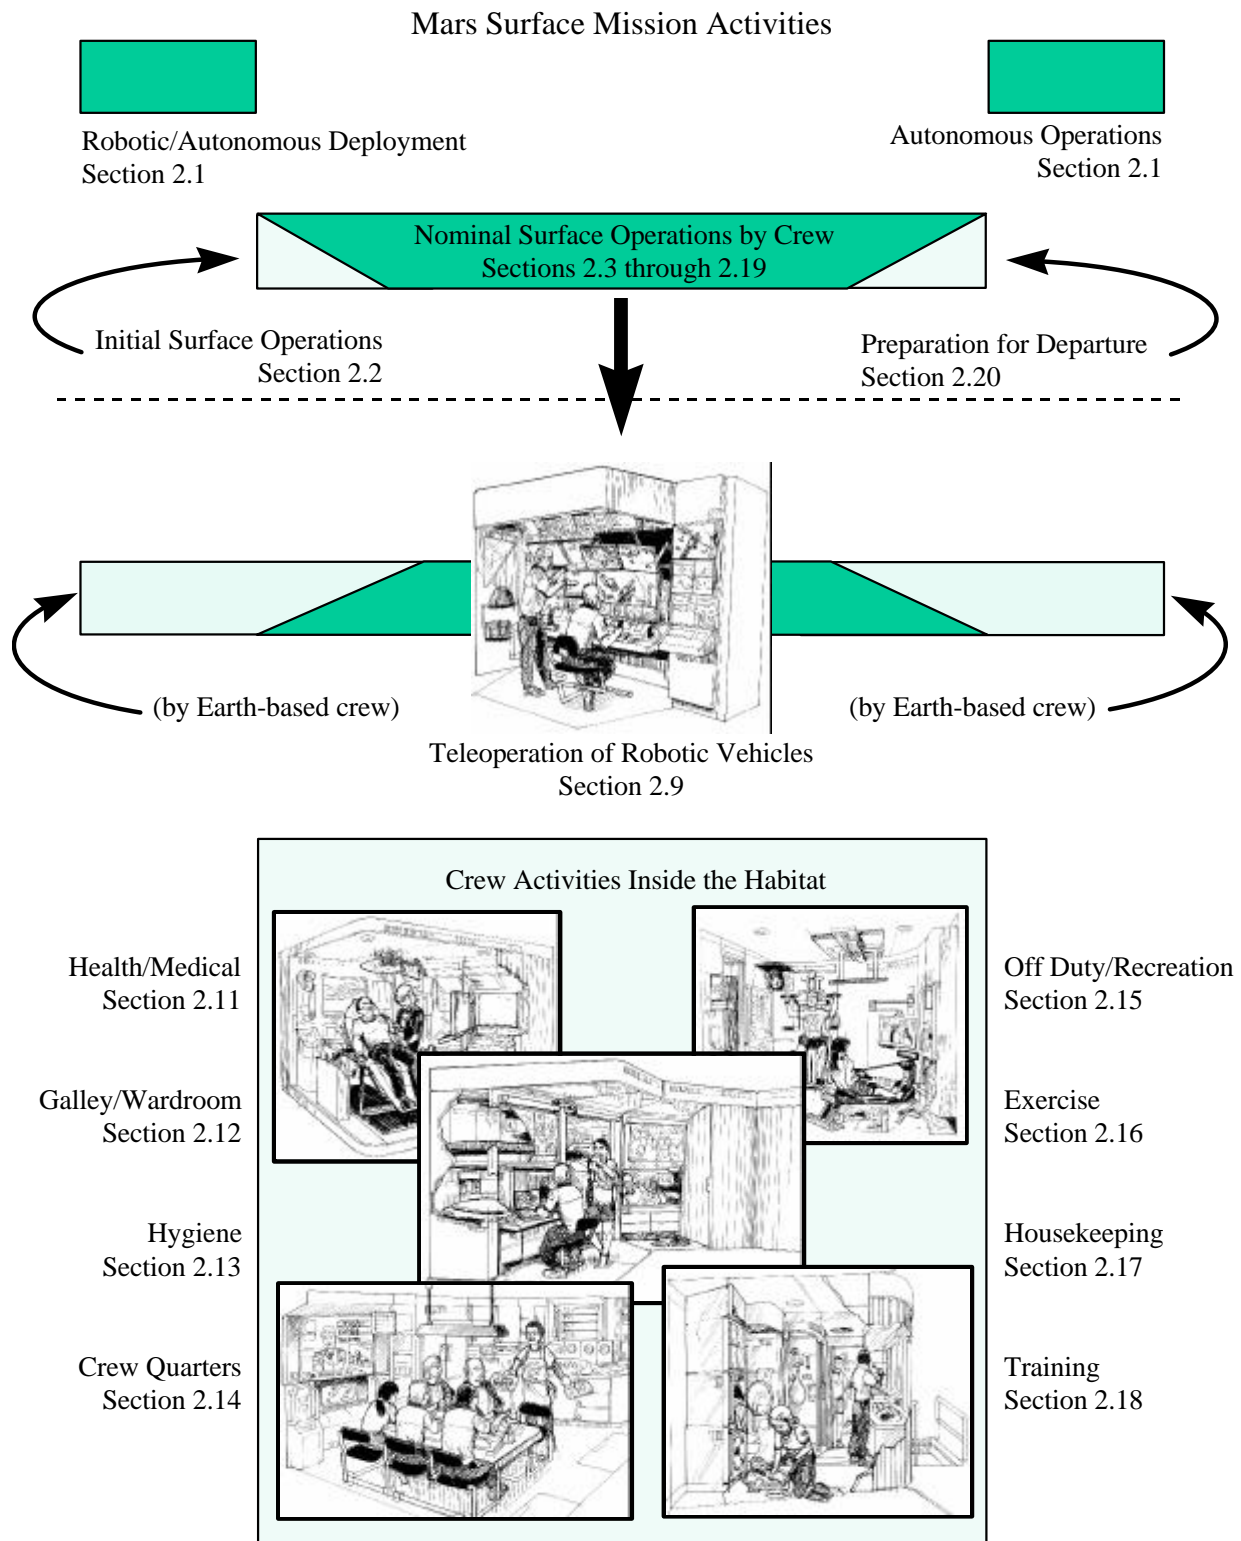 Mars Surface Mission Activities
Robotic/Autonomous Deployment
Section 2.1
Autonomous Operations
Section 2.1
Nominal Surface Operations by Crew
Sections 2.3 through 2.19
Initial Surface Operations
Section 2.2
Preparation for Departure
Section 2.20
(by Earth-based crew)
(by Earth-based crew)
Teleoperation of Robotic Vehicles
Section 2.9
Crew Activities Inside the Habitat
Health/Medical
Section 2.11
Galley/Wardroom
Section 2.12
Hygiene
Section 2.13
Crew Quarters
Section 2.14
Off Duty/Recreation
Section 2.15
Exercise
Section 2.16
Housekeeping
Section 2.17
Training
Section 2.18